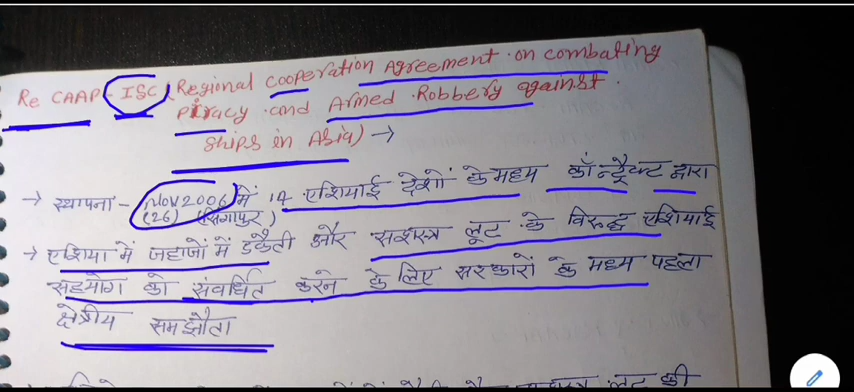 Re CAAP - ISC (Regional Cooperation Agreement on combating
piracy and Armed Robbery against
ships in Asia) →
→ स्थापना - Nov 2006 में 14 एशियाई देशों के मध्य कॉन्ट्रैक्ट द्वारा
(26) (सिंगापुर)
→ एशिया में जहाजों में डकैती और सशस्त्र लूट के विरुद्ध एशियाई
सहयोग को संवर्धित करने के लिए सरकारों के मध्य पहला
क्षेत्रीय समझौता